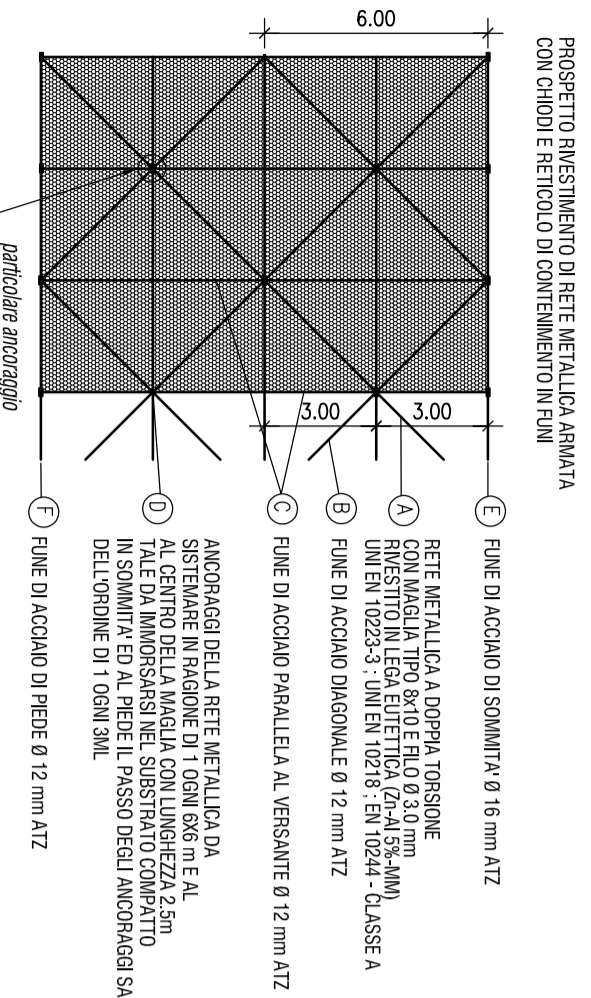 PROSPETTO RIVESTIMENTO DI RETE METALLICA ARMATA
CON CHIODI E RETICOLO DI CONTENIMENTO IN FUNI
6.00
3.00
3.00
E FUNE DI ACCIAIO DI SOMMITA' Ø 16 mm ATZ
A RETE METALLICA A DOPPIA TORSIONE
CON MAGLIA TIPO 8x10 E FILO Ø 3.0 mm
RIVESTITO IN LEGA EUTETTICA (Zn-Al 5%-MM)
UNI EN 10223-3 ; UNI EN 10218 ; EN 10244 - CLASSE A
B FUNE DI ACCIAIO DIAGONALE Ø 12 mm ATZ
C FUNE DI ACCIAIO PARALLELA AL VERSANTE Ø 12 mm ATZ
D ANCORAGGI DELLA RETE METALLICA DA
SISTEMARE IN RAGIONE DI 1 OGNI 6X6 m E AL
AL CENTRO DELLA MAGLIA CON LUNGHEZZA 2.5m
TALE DA IMMORSARSI NEL SUBSTRATO COMPATTO
IN SOMMITA' ED AL PIEDE IL PASSO DEGLI ANCORAGGI SA
DELL'ORDINE DI 1 OGNI 3ML
F FUNE DI ACCIAIO DI PIEDE Ø 12 mm ATZ
particolare ancoraggio